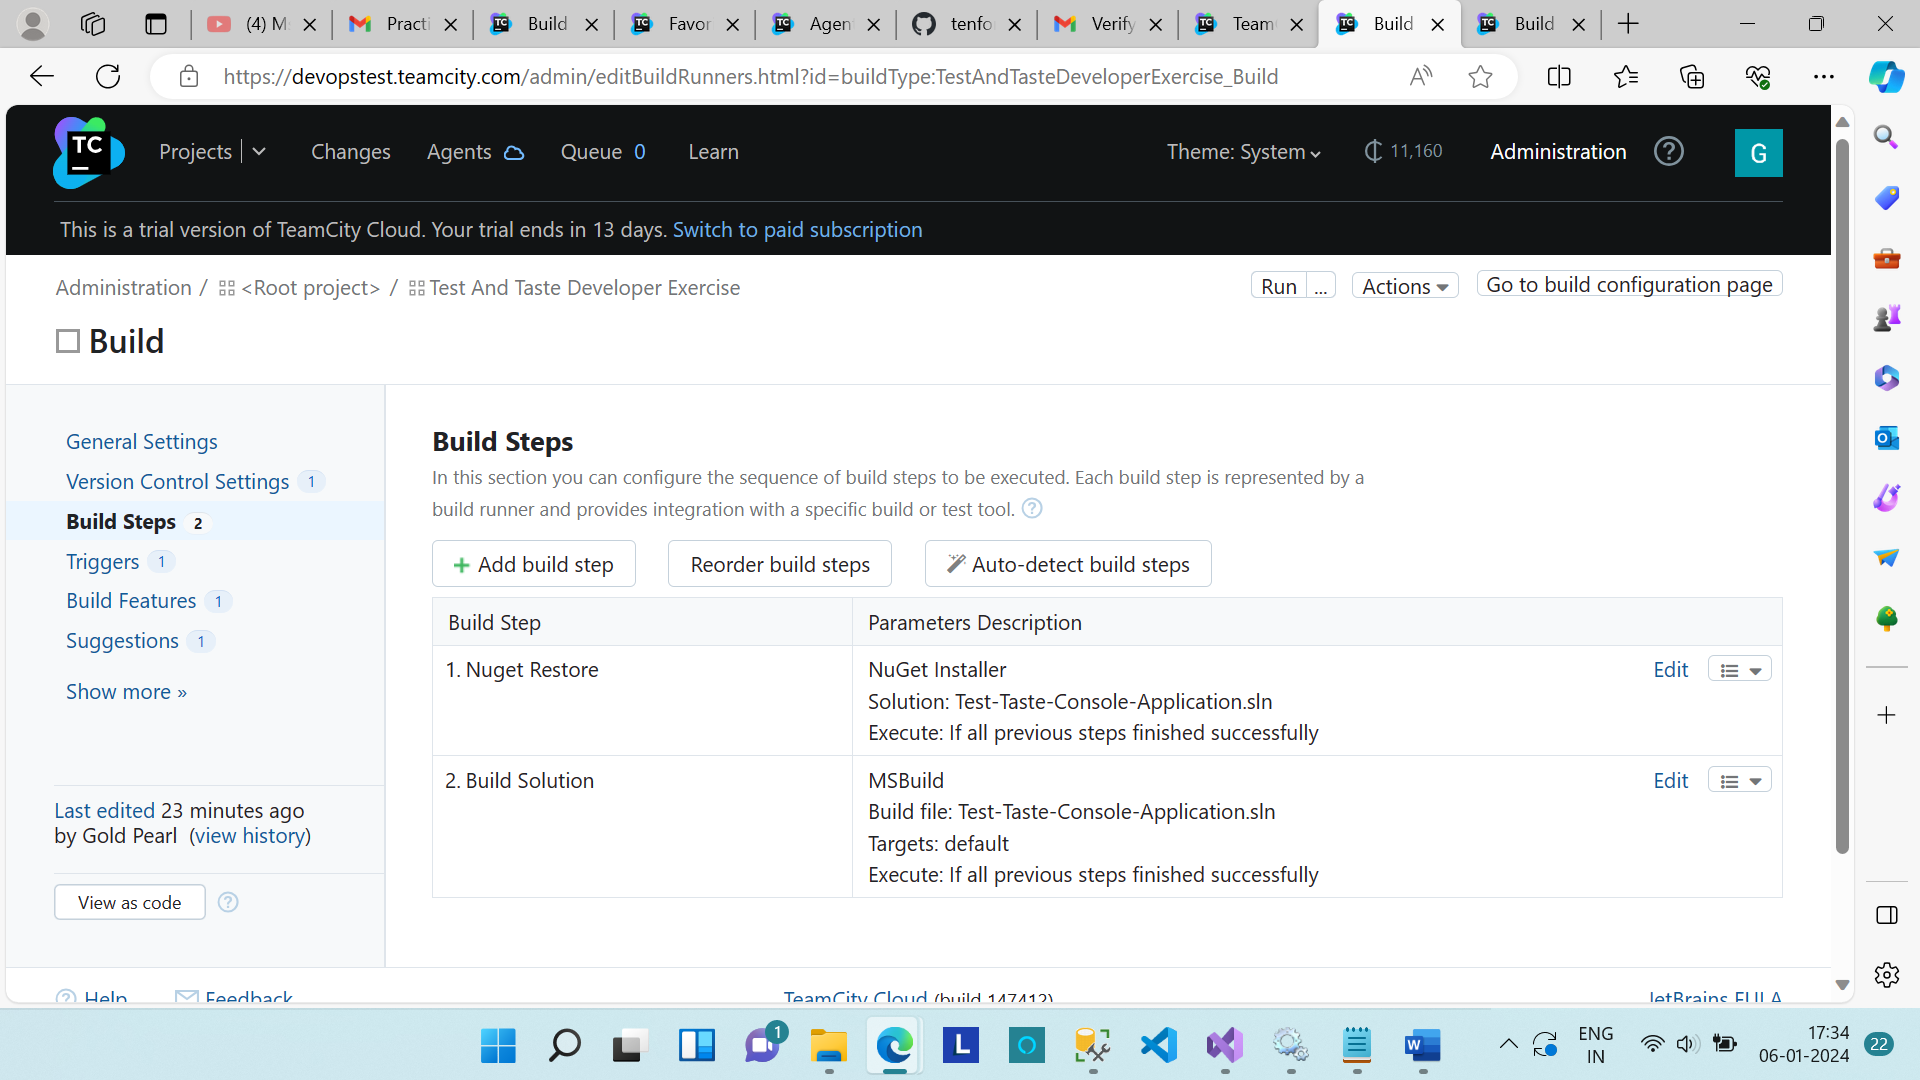 (4) M
Practi
Build
Favor
Agen
tenfo
Verify
Team
Build
Build
https://devopstest.teamcity.com/admin/editBuildRunners.html?id=buildType:TestAndTasteDeveloperExercise_Build
TC
Projects
Changes
Agents
Queue 0
Learn
Theme: System
11,160
Administration
G
This is a trial version of TeamCity Cloud. Your trial ends in 13 days. Switch to paid subscription
Administration / <Root project> / Test And Taste Developer Exercise
Run ...
Actions
Go to build configuration page
Build
General Settings
Version Control Settings 1
Build Steps 2
Triggers 1
Build Features 1
Suggestions 1
Show more »
Last edited 23 minutes ago
by Gold Pearl (view history)
View as code
Build Steps
In this section you can configure the sequence of build steps to be executed. Each build step is represented by a
build runner and provides integration with a specific build or test tool.
+ Add build step
Reorder build steps
Auto-detect build steps
Build Step
Parameters Description
1. Nuget Restore
NuGet Installer
Edit
Solution: Test-Taste-Console-Application.sln
Execute: If all previous steps finished successfully
2. Build Solution
MSBuild
Edit
Build file: Test-Taste-Console-Application.sln
Targets: default
Execute: If all previous steps finished successfully
Help
Feedback
TeamCity Cloud (build 147412)
JetBrains EULA
1
L
W
ENG
IN
17:34
06-01-2024
22